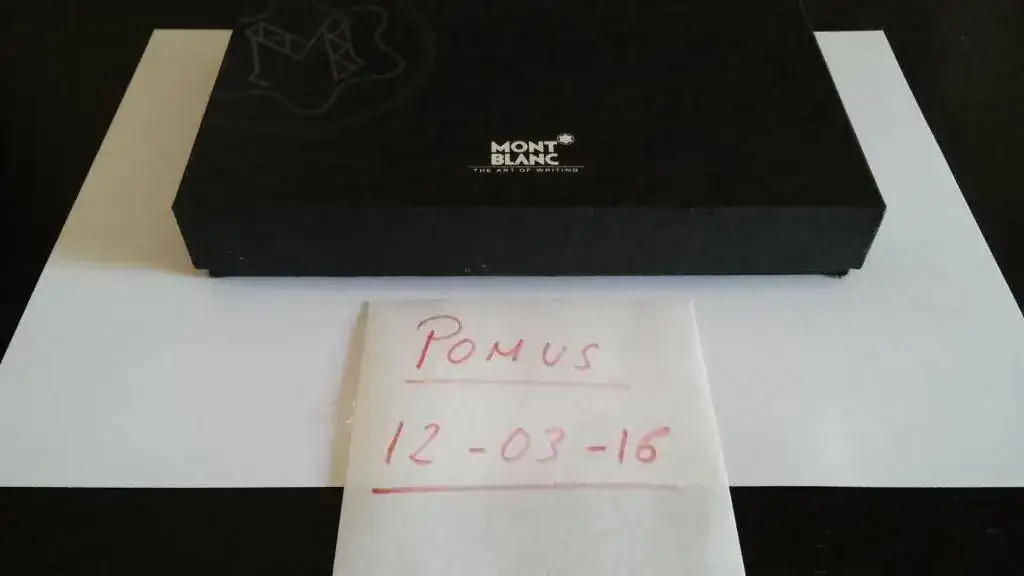 MONT
BLANC
THE ART OF WRITING
POMUS
12-03-16